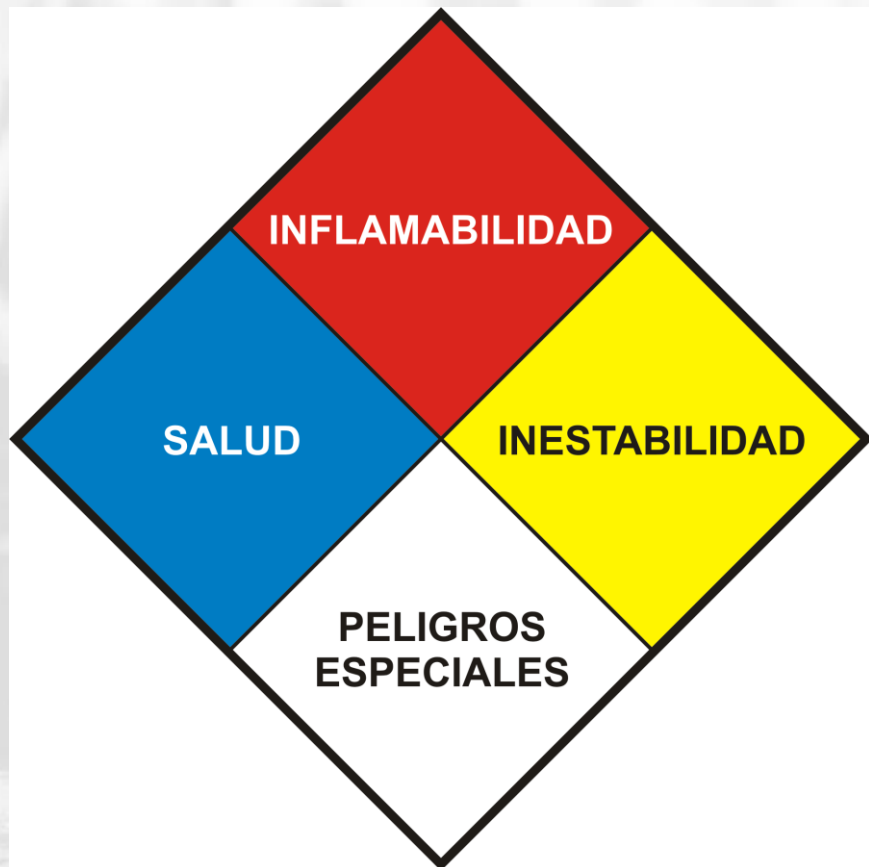 INFLAMABILIDAD
SALUD
INESTABILIDAD
PELIGROS
ESPECIALES